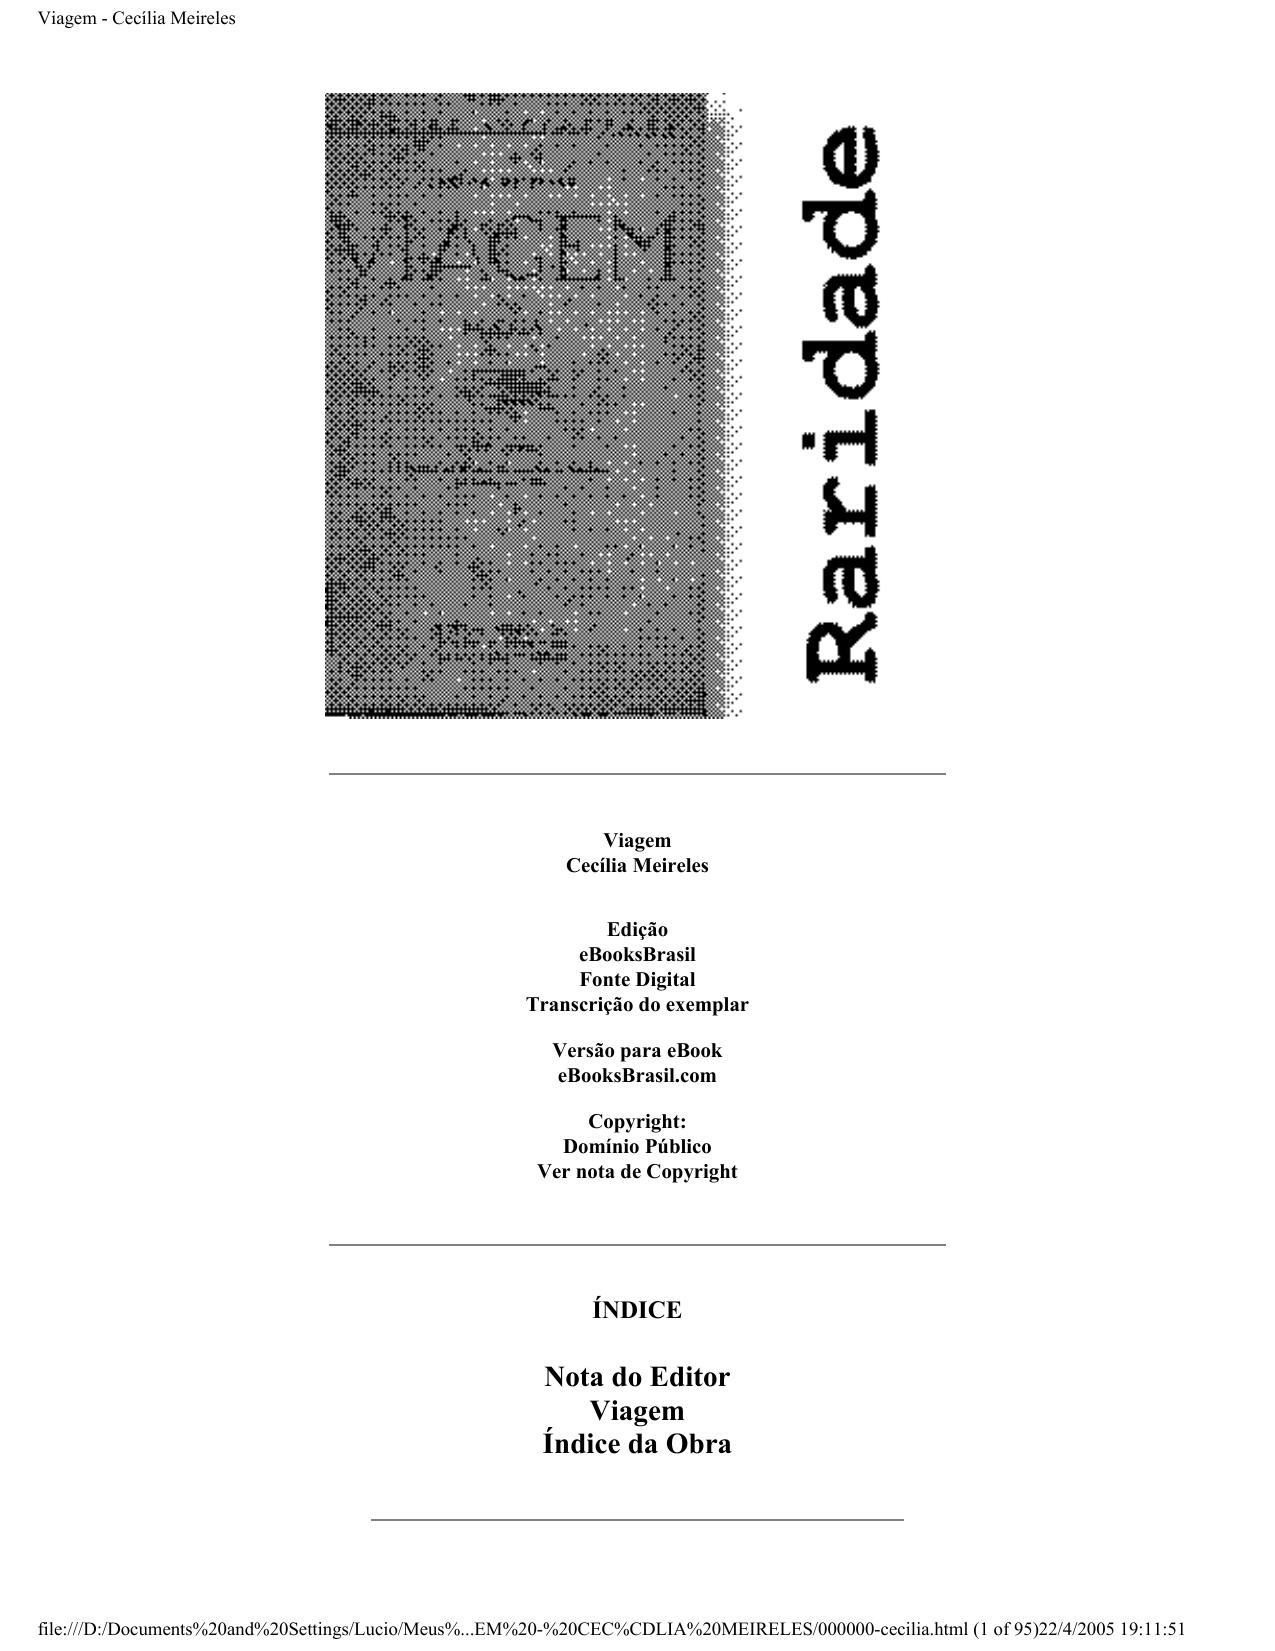 Viagem - Cecília Meireles
VIAGEM
Raridade
Viagem
Cecília Meireles
Edição
eBooksBrasil
Fonte Digital
Transcrição do exemplar
Versão para eBook
eBooksBrasil.com
Copyright:
Domínio Público
Ver nota de Copyright
ÍNDICE
Nota do Editor
Viagem
Índice da Obra
file:///D:/Documents%20and%20Settings/Lucio/Meus%...EM%20-%20CEC%CDLIA%20MEIRELES/000000-cecilia.html (1 of 95)22/4/2005 19:11:51